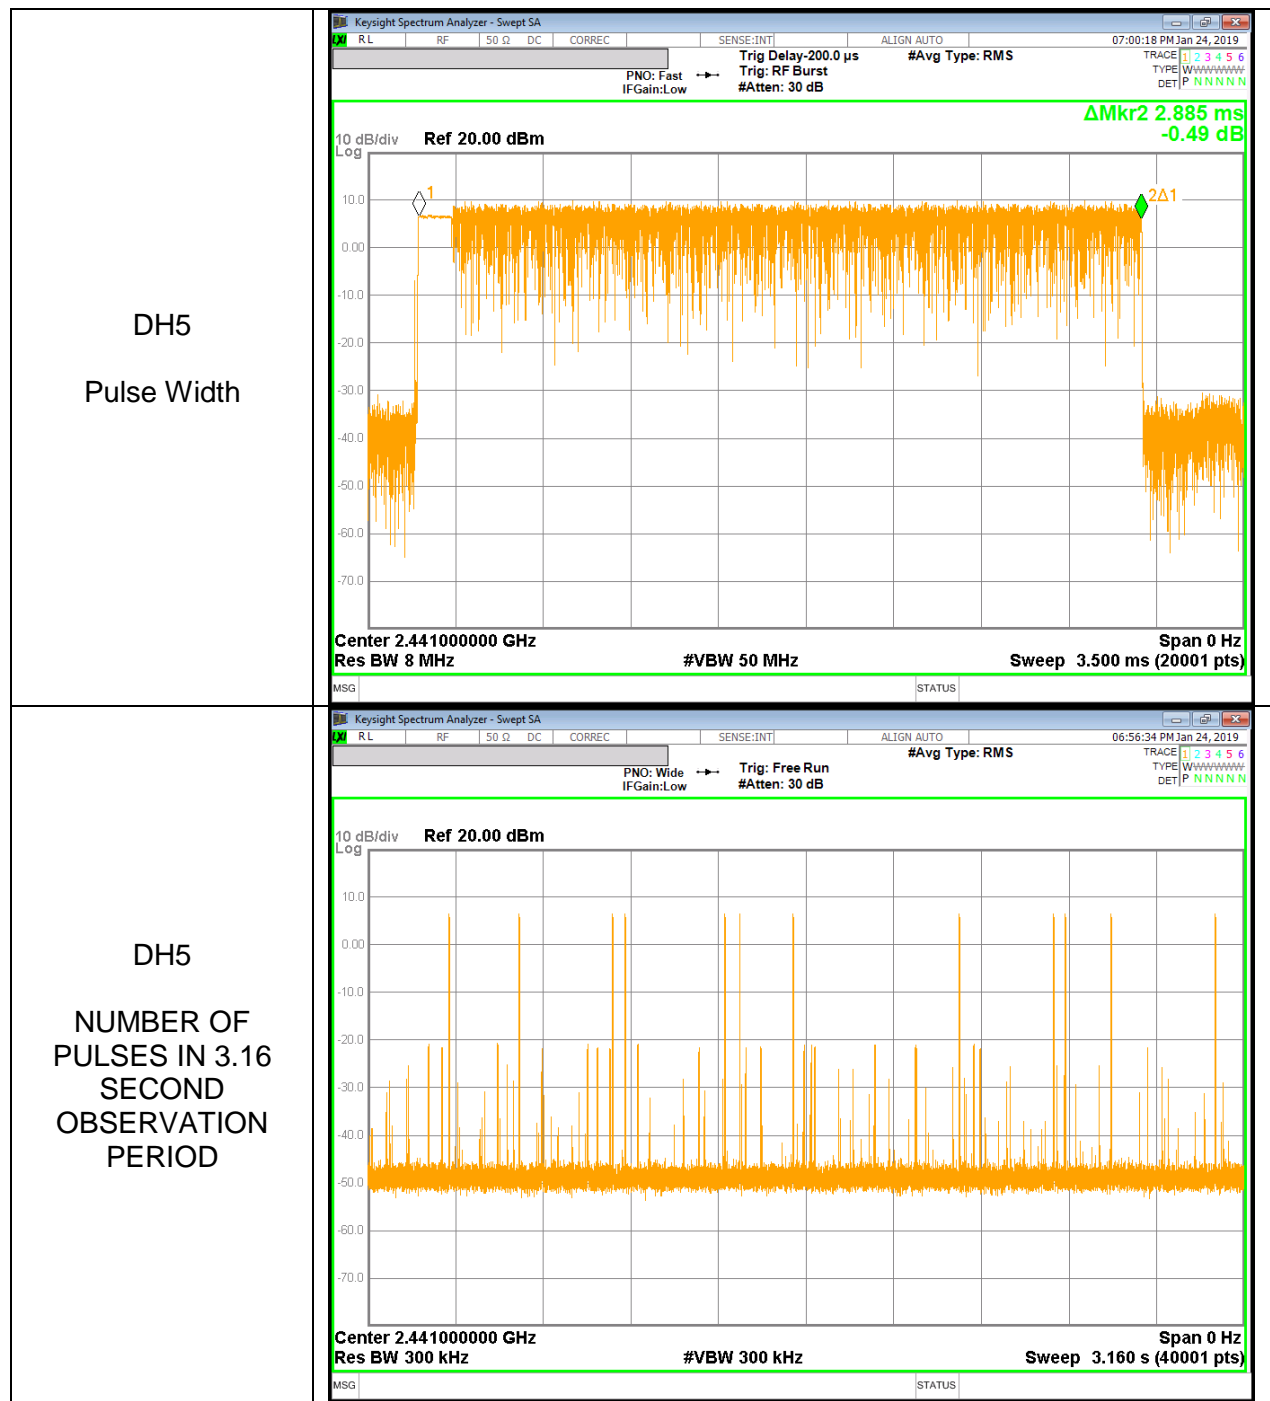 DH5
Pulse Width
Keysight Spectrum Analyzer - Swept SA
LXI RL RF 50 Ω DC CORREC SENSE:INT ALIGN AUTO 07:00:18 PM Jan 24, 2019
Trig Delay-200.0 µs #Avg Type: RMS TRACE 1 2 3 4 5 6
PNO: Fast Trig: RF Burst TYPE WWWWWW
IFGain:Low #Atten: 30 dB DET P N N N N N
ΔMkr2 2.885 ms
10 dB/div Ref 20.00 dBm -0.49 dB
Log
1
2Δ1
10.0
0.00
-10.0
-20.0
-30.0
-40.0
-50.0
-60.0
-70.0
Center 2.441000000 GHz Span 0 Hz
Res BW 8 MHz #VBW 50 MHz Sweep 3.500 ms (20001 pts)
MSG STATUS
DH5
NUMBER OF
PULSES IN 3.16
SECOND
OBSERVATION
PERIOD
Keysight Spectrum Analyzer - Swept SA
LXI RL RF 50 Ω DC CORREC SENSE:INT ALIGN AUTO 06:56:34 PM Jan 24, 2019
#Avg Type: RMS TRACE 1 2 3 4 5 6
PNO: Wide Trig: Free Run TYPE WWWWWW
IFGain:Low #Atten: 30 dB DET P N N N N N
10 dB/div Ref 20.00 dBm
Log
10.0
0.00
-10.0
-20.0
-30.0
-40.0
-50.0
-60.0
-70.0
Center 2.441000000 GHz Span 0 Hz
Res BW 300 kHz #VBW 300 kHz Sweep 3.160 s (40001 pts)
MSG STATUS